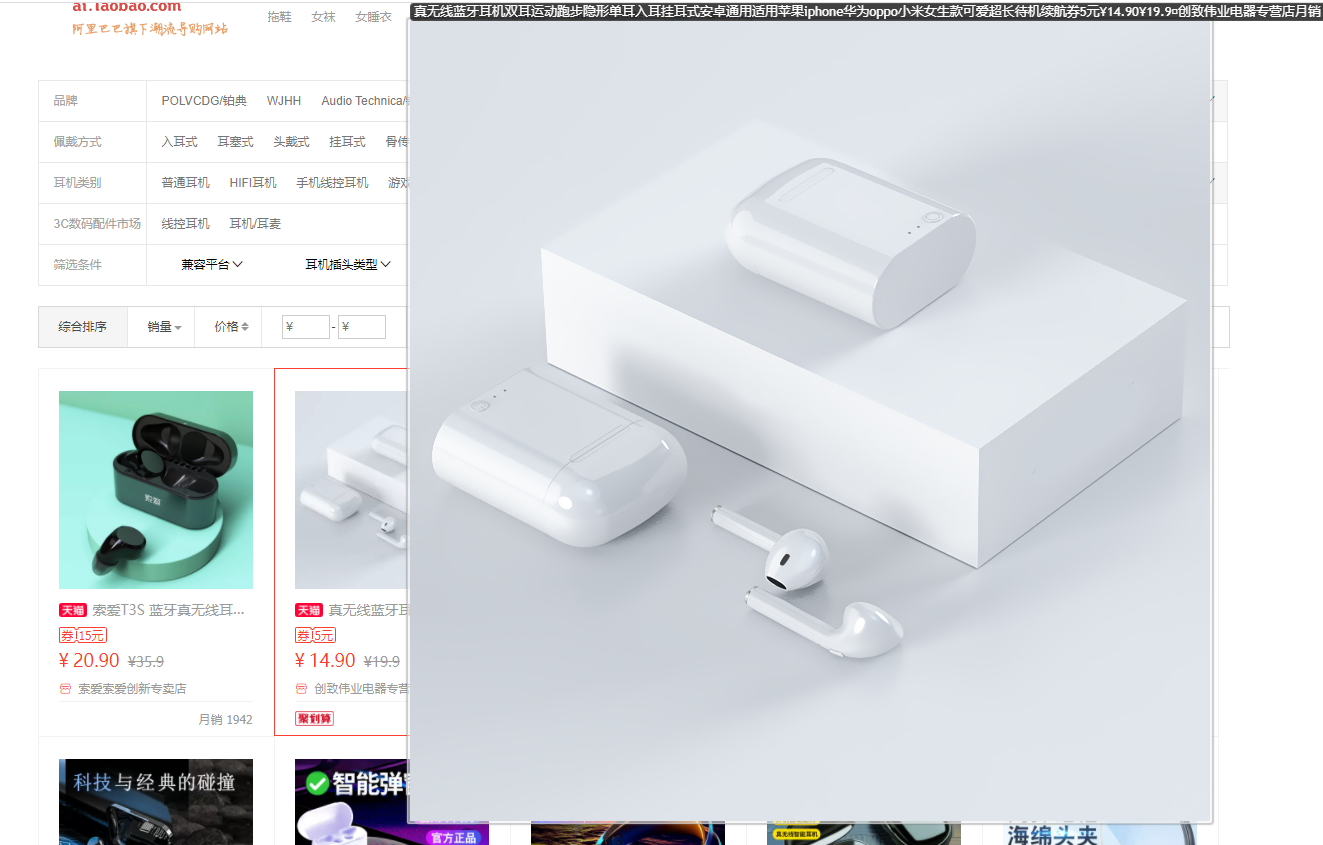 ai.taobao.com
阿里巴巴旗下潮流导购网站
拖鞋 女袜 女睡衣
真无线蓝牙耳机双耳运动跑步隐形单耳入耳挂耳式安卓通用适用苹果iphone华为oppo小米女生款可爱超长待机续航券5元¥14.90¥19.9¤创致伟业电器专营店月销
品牌 POLVCDG/铂典 WJHH Audio Technica/
佩戴方式 入耳式 耳塞式 头戴式 挂耳式 骨传
耳机类别 普通耳机 HIFI耳机 手机线控耳机 游戏
3C数码配件市场 线控耳机 耳机/耳麦
筛选条件 兼容平台 耳机插头类型
综合排序 销量 价格 ¥ - ¥
索爱
天猫 索爱T3S 蓝牙真无线耳...
券 15元
¥ 20.90 ¥35.9
索爱索爱创新专卖店
月销 1942
天猫 真无线蓝牙耳
券 5元
¥ 14.90 ¥19.9
创致伟业电器专营
聚划算
科技与经典的碰撞
智能弹
官方正品
真无线智能耳机
海绵头夹